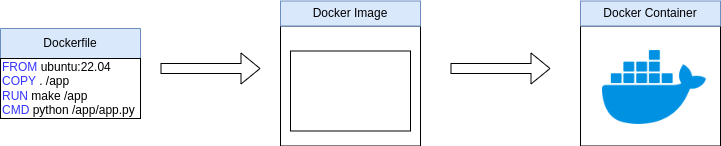 Dockerfile
FROM ubuntu:22.04
COPY . /app
RUN make /app
CMD python /app/app.py
Docker Image
Docker Container